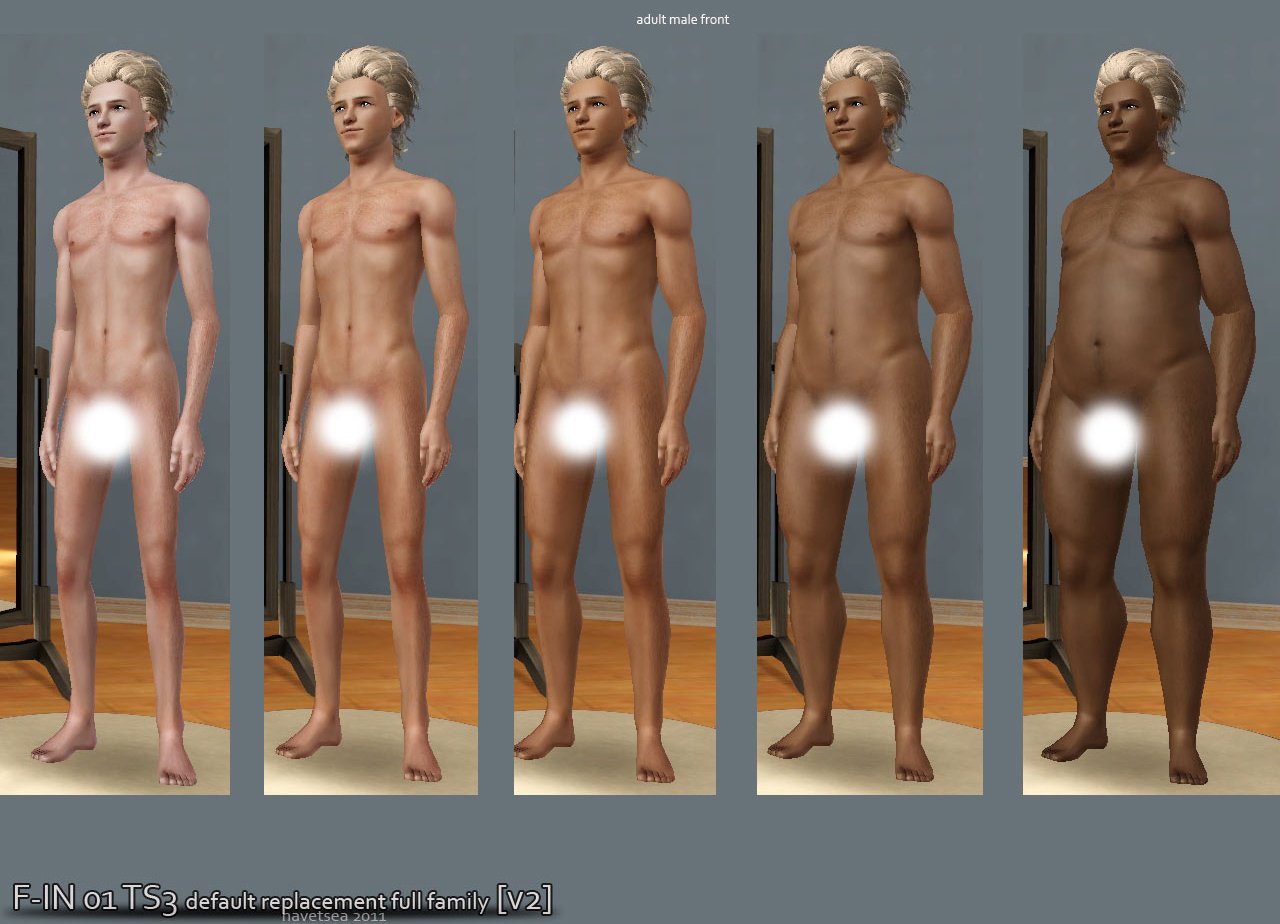 adult male front
F-IN 01 TS3 default replacement full family [v2]
havetsea 2011